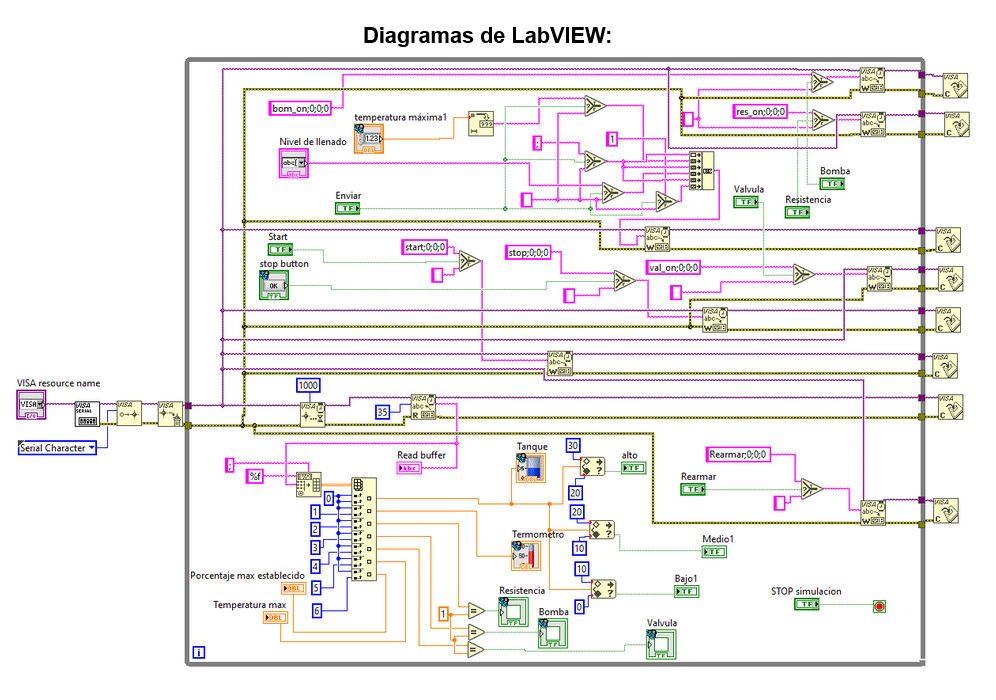 Diagramas de LabVIEW:
bom_on;0;0;0
res_on;0;0;0
temperatura máxima1
Nivel de llenado
;
1
Bomba
Enviar
Valvula
Resistencia
Start
start;0;0;0
stop;0;0;0
stop button
val_on;0;0;0
VISA resource name
1000
35
Serial Character
Read buffer
Tanque
30
alto
Rearmar;0;0;0
;
%f
20
Rearmar
0
1
20
2
Termometro
Medio1
3
10
4
10
Bajo1
Porcentaje max establecido
5
Resistencia
STOP simulacion
Temperatura max
6
0
1
Bomba
Valvula
i